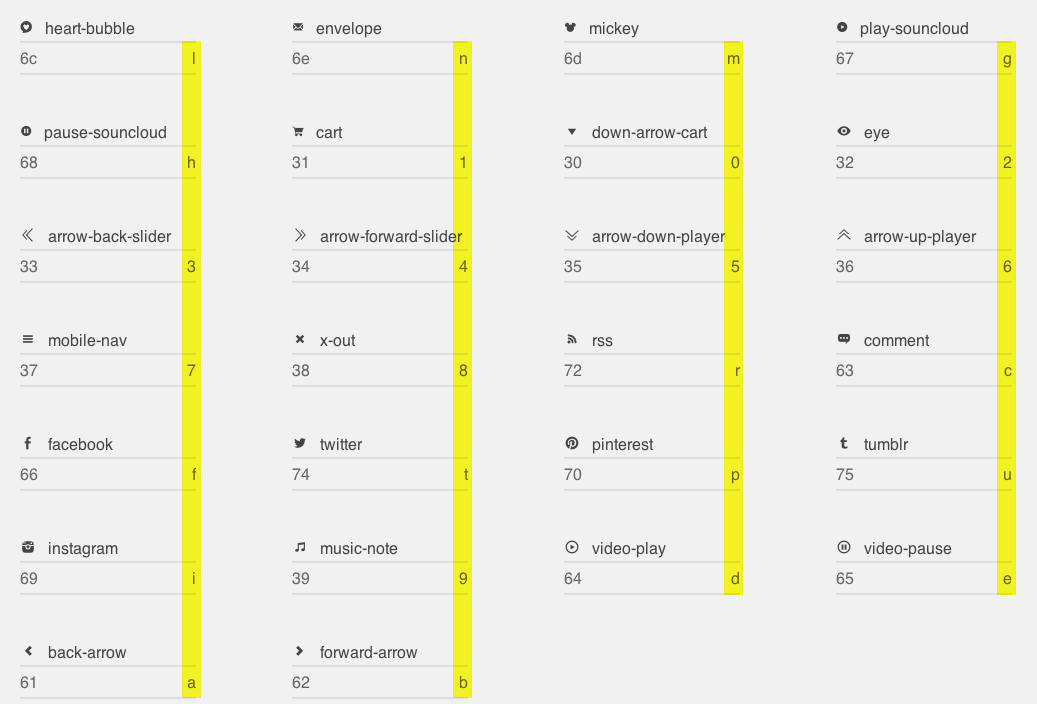 heart-bubble envelope mickey play-souncloud
6c l 6e n 6d m 67 g
pause-souncloud cart down-arrow-cart eye
68 h 31 1 30 0 32 2
arrow-back-slider arrow-forward-slider arrow-down-player arrow-up-player
33 3 34 4 35 5 36 6
mobile-nav x-out rss comment
37 7 38 8 72 r 63 c
facebook twitter pinterest tumblr
66 f 74 t 70 p 75 u
instagram music-note video-play video-pause
69 i 39 9 64 d 65 e
back-arrow forward-arrow
61 a 62 b